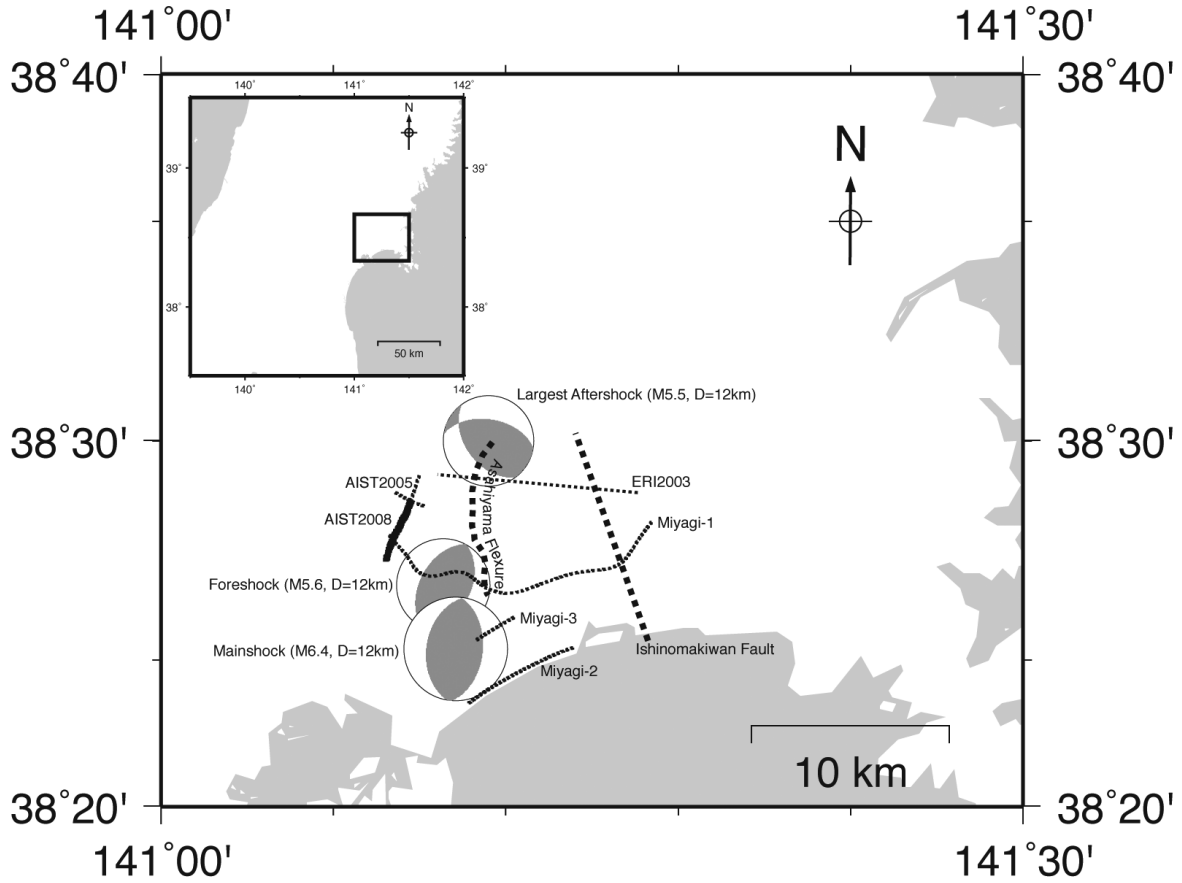 141°00' 141°30'
38°40' 38°40'
140° 141° 142°
N
39° 39°
N
38° 38°
50 km
140° 141° 142°
Largest Aftershock (M5.5, D=12km)
38°30' 38°30'
AIST2005
Asahiyama Flexure
ERI2003
AIST2008
Miyagi-1
Foreshock (M5.6, D=12km)
Miyagi-3
Mainshock (M6.4, D=12km)
Ishinomakiwan Fault
Miyagi-2
10 km
38°20' 38°20'
141°00' 141°30'